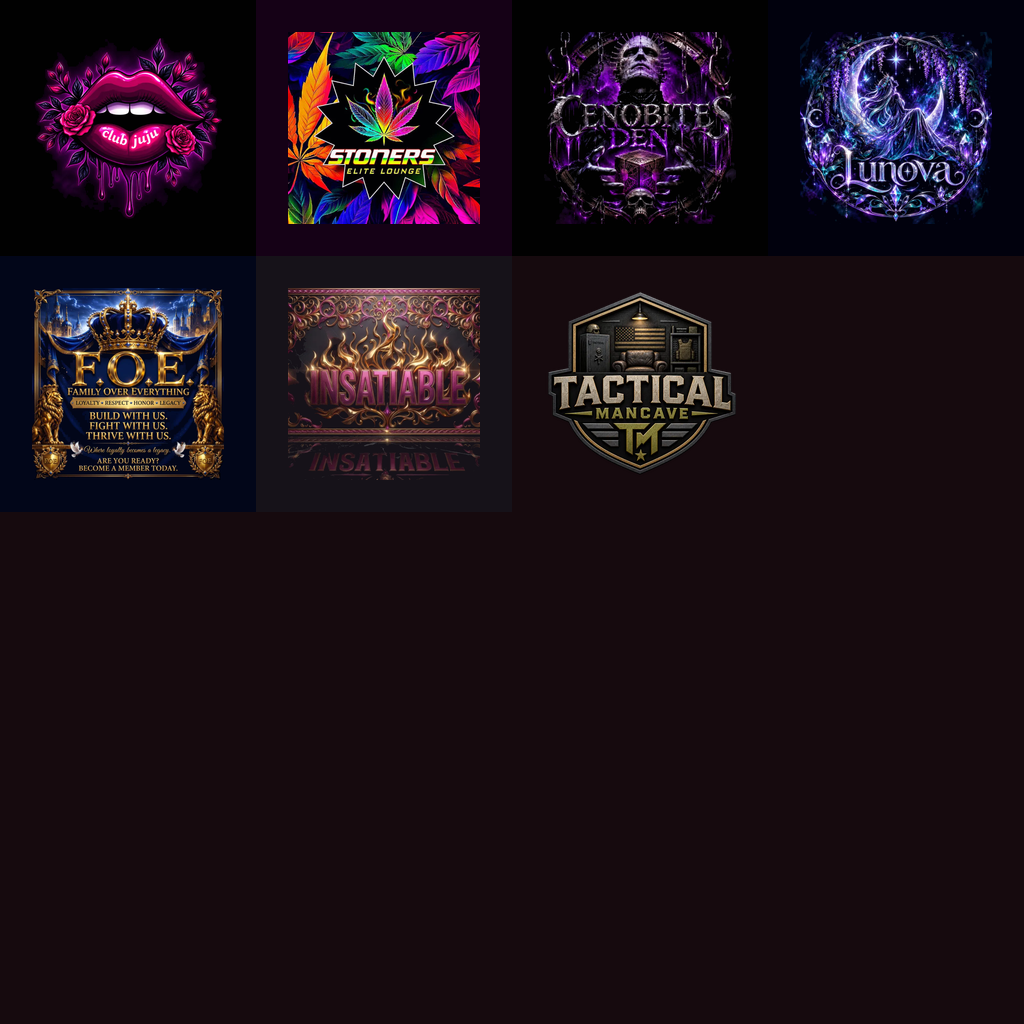 club juju
STONERS
ELITE LOUNGE
CENOBITES
DEN
Lunova
F.O.E.
FAMILY OVER EVERYTHING
LOYALTY • RESPECT • HONOR • LEGACY
BUILD WITH US.
FIGHT WITH US.
THRIVE WITH US.
Where loyalty becomes a legacy.
ARE YOU READY?
BECOME A MEMBER TODAY.
INSATIABLE
INSATIABLE
TACTICAL
MANCAVE
TM